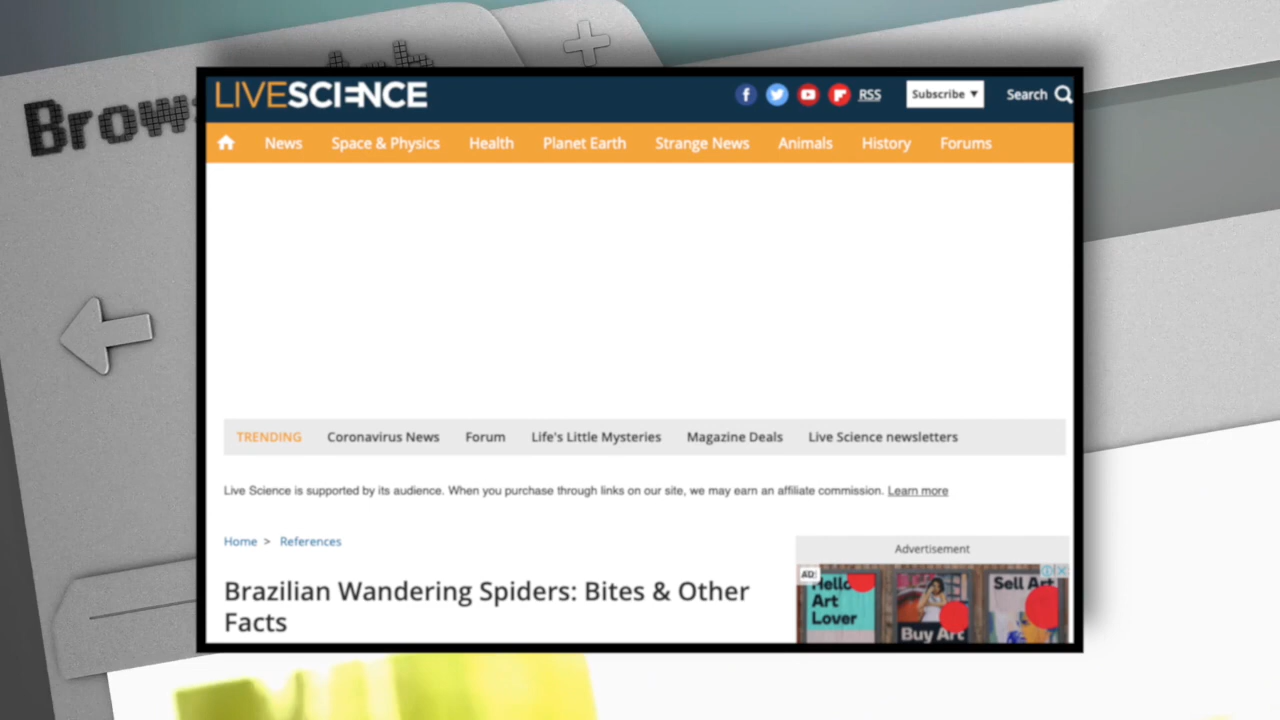 LIVESCIENCE
RSS
Subscribe ▼
Search
News Space & Physics Health Planet Earth Strange News Animals History Forums
TRENDING Coronavirus News Forum Life's Little Mysteries Magazine Deals Live Science newsletters
Live Science is supported by its audience. When you purchase through links on our site, we may earn an affiliate commission. Learn more
Home > References
Advertisement
Brazilian Wandering Spiders: Bites & Other
Facts
AD
Hello
Art
Lover
Buy Art
Sell Art